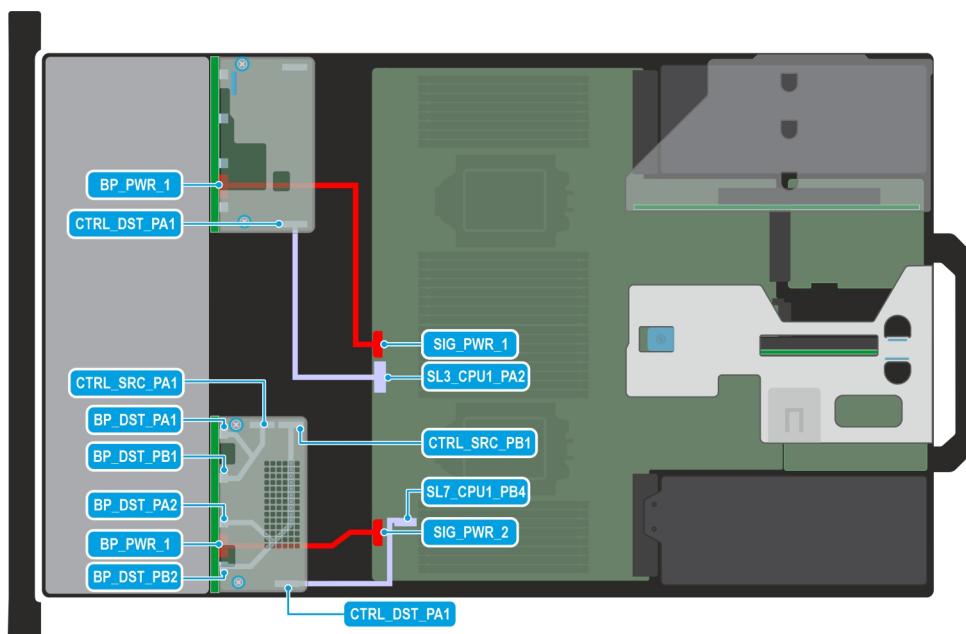 BP_PWR_1
CTRL_DST_PA1
SIG_PWR_1
SL3_CPU1_PA2
CTRL_SRC_PA1
BP_DST_PA1
CTRL_SRC_PB1
BP_DST_PB1
SL7_CPU1_PB4
BP_DST_PA2
SIG_PWR_2
BP_PWR_1
BP_DST_PB2
CTRL_DST_PA1